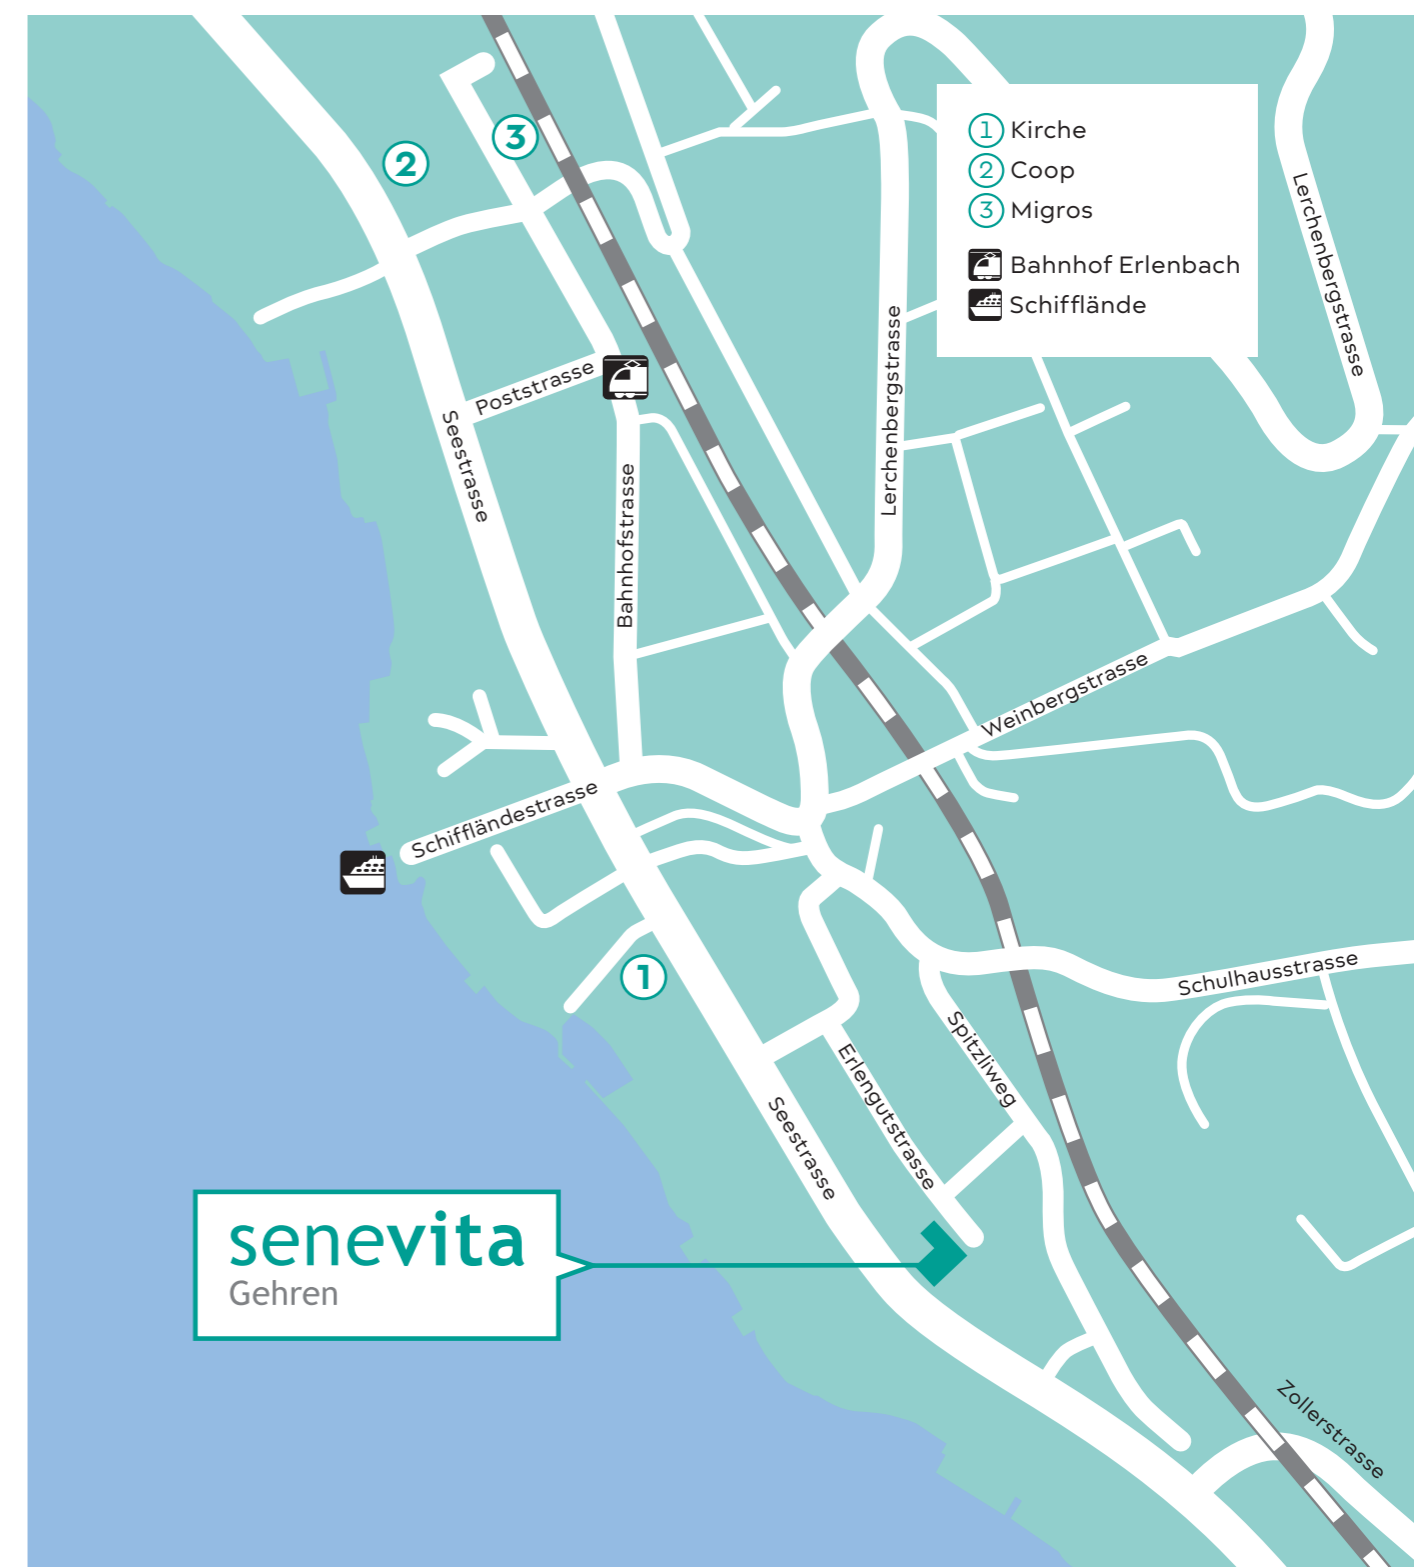 2
3
1 Kirche
2 Coop
3 Migros
Bahnhof Erlenbach
Schifflände
Lerchenbergstrasse
Lerchenbergstrasse
Poststrasse
Seestrasse
Bahnhofstrasse
Weinbergstrasse
Schiffländestrasse
1
Schulhausstrasse
Spitzliweg
Erlengutstrasse
Seestrasse
senevita
Gehren
Zollerstrasse